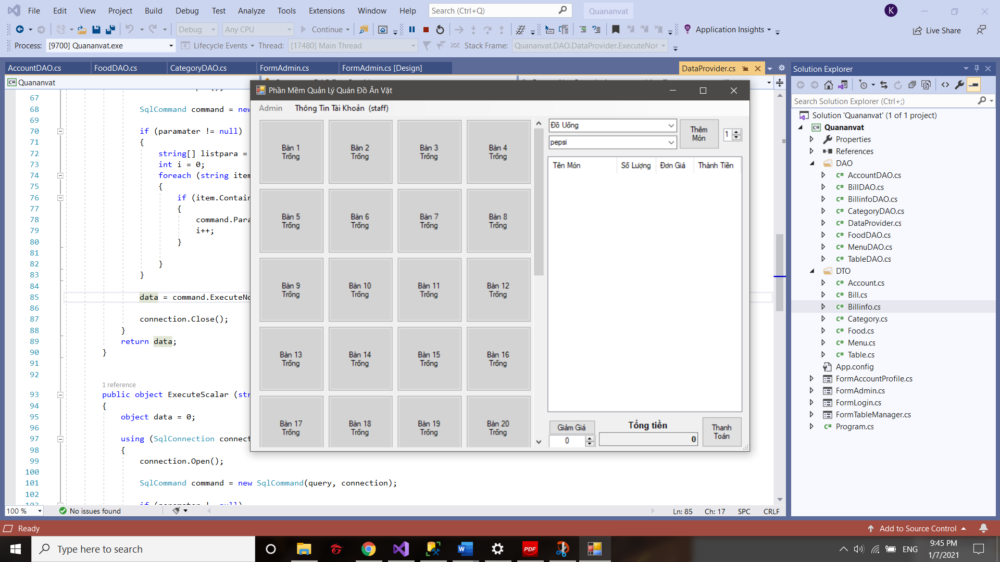 File Edit View Project Build Debug Test Analyze Tools Extensions Window Help Search (Ctrl+Q) Quananvat K
Debug Any CPU Continue Application Insights Live Share
Process: [9700] Quananvat.exe Lifecycle Events Thread: [17480] Main Thread Stack Frame: Quananvat.DAO.DataProvider.ExecuteNor
AccountDAO.cs FoodDAO.cs CategoryDAO.cs FormAdmin.cs FormAdmin.cs [Design] DataProvider.cs
C# Quananvat
67
68 SqlCommand command = new
69
70 if (paramater != null)
71 {
72 string[] listpara =
73 int i = 0;
74 foreach (string item
75 {
76 if (item.Contain
77 {
78 command.Para
79 i++;
80 }
81
82 }
83 }
84
85 data = command.ExecuteNo
86
87 connection.Close();
88 }
89 return data;
90 }
91
92
1 reference
93 public object ExecuteScalar (str
94 {
95 object data = 0;
96
97 using (SqlConnection connect
98 {
99 connection.Open();
100
101 SqlCommand command = new SqlCommand(query, connection);
102
100 % No issues found Ln: 85 Ch: 17 SPC CRLF
Phần Mềm Quản Lý Quán Đồ Ăn Vặt
Admin Thông Tin Tài Khoản (staff)
Bàn 1
Trống
Bàn 2
Trống
Bàn 3
Trống
Bàn 4
Trống
Bàn 5
Trống
Bàn 6
Trống
Bàn 7
Trống
Bàn 8
Trống
Bàn 9
Trống
Bàn 10
Trống
Bàn 11
Trống
Bàn 12
Trống
Bàn 13
Trống
Bàn 14
Trống
Bàn 15
Trống
Bàn 16
Trống
Bàn 17
Trống
Bàn 18
Trống
Bàn 19
Trống
Bàn 20
Trống
Đồ Uống
pepsi
Thêm
Món
1
Tên Món Số Lượng Đơn Giá Thành Tiền
Giảm Giá
0
Tổng tiền
0
Thanh
Toán
Solution Explorer
Search Solution Explorer (Ctrl+;)
Solution 'Quananvat' (1 of 1 project)
C# Quananvat
Properties
References
DAO
C# AccountDAO.cs
C# BillDAO.cs
C# BillinfoDAO.cs
C# CategoryDAO.cs
C# DataProvider.cs
C# FoodDAO.cs
C# MenuDAO.cs
C# TableDAO.cs
DTO
C# Account.cs
C# Bill.cs
C# Billinfo.cs
C# Category.cs
C# Food.cs
C# Menu.cs
C# Table.cs
App.config
FormAccountProfile.cs
FormAdmin.cs
FormLogin.cs
FormTableManager.cs
C# Program.cs
Ready Add to Source Control
Type here to search PDF ENG 9:45 PM
1/7/2021